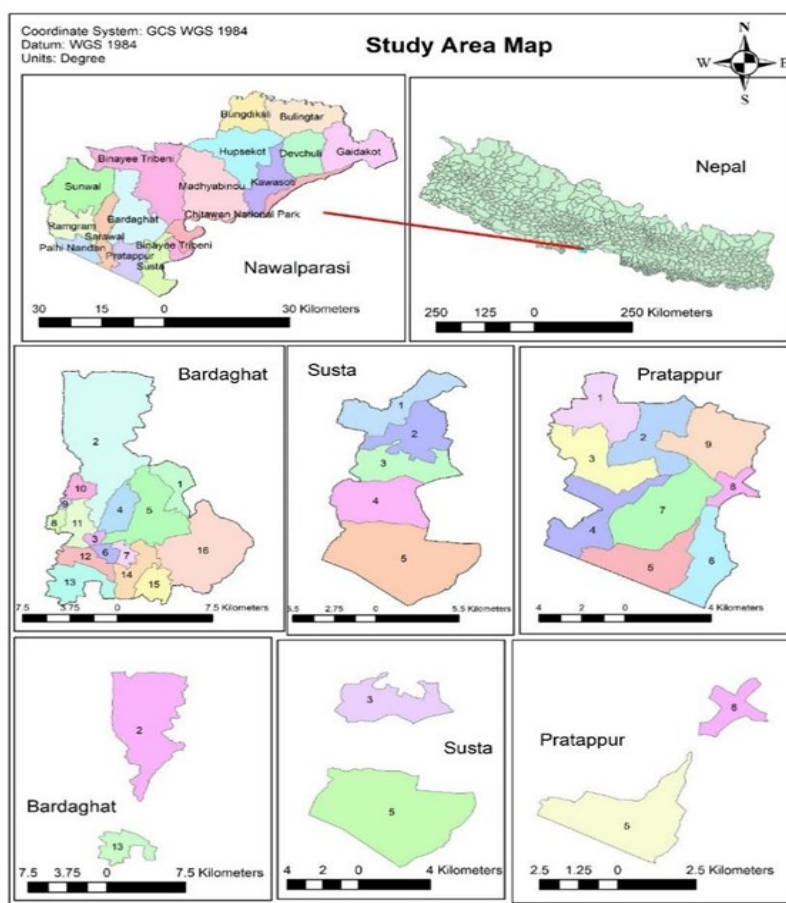 Coordinate System: GCS WGS 1984
Datum: WGS 1984
Units: Degree
Study Area Map
N
W E
S
Bungdikali
Bulingtar
Binayee Tribeni
Hupsekot
Devchuli
Gaidakot
Sunwal
Madhyabindu
Kawasoti
Bardaghat
Chitawan National Park
Ramgram
Sarawal
Palhi Nandan
Binayee Tribeni
Pratappur
Susta
Nawalparasi
30 15 0 30 Kilometers
Nepal
250 125 0 250 Kilometers
Bardaghat
2
1
10
9
4
5
8
11
3
6
7
16
12
13
14
15
7.5 3.75 0 7.5 Kilometers
Susta
1
2
3
4
5
5.5 2.75 0 5.5 Kilometers
Pratappur
1
2
9
3
8
7
4
5
6
4 2 0 4 Kilometers
2
Bardaghat
13
7.5 3.75 0 7.5 Kilometers
3
Susta
5
4 2 0 4 Kilometers
8
Pratappur
5
2.5 1.25 0 2.5 Kilometers